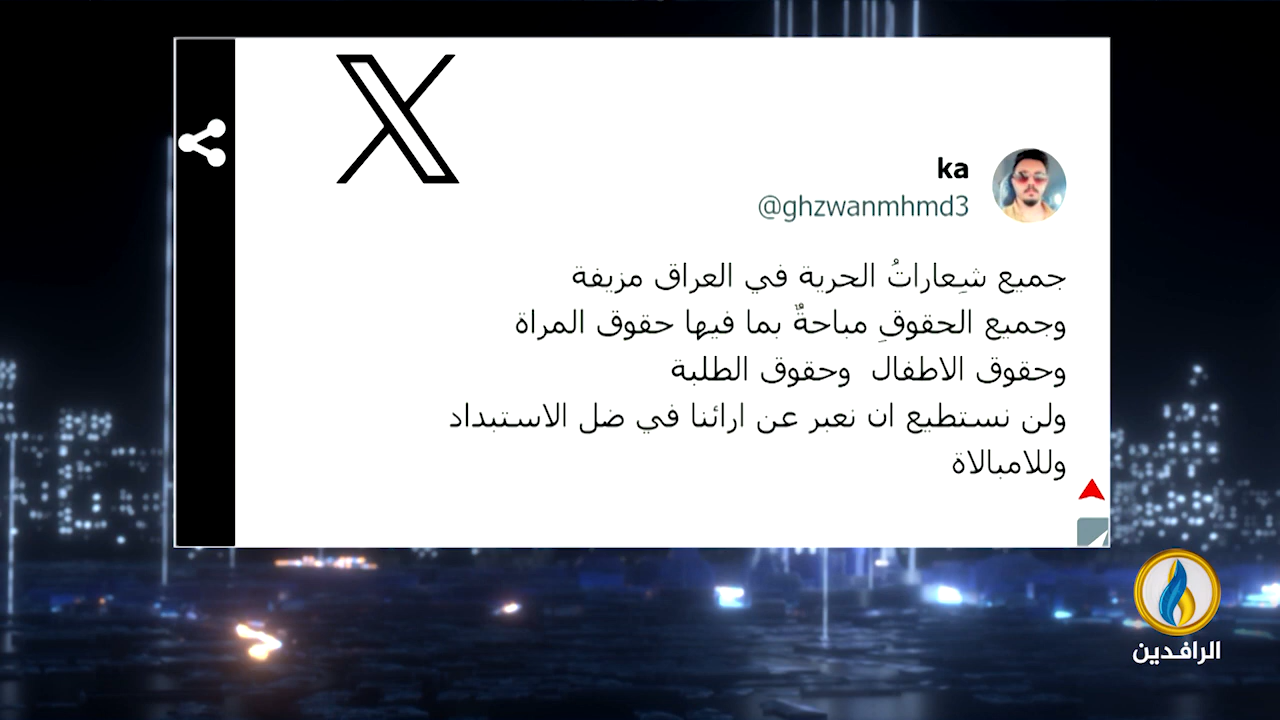 ka
@ghzwanmhmd3
جميع شِعاراتُ الحرية في العراق مزيفة
وجميع الحقوقِ مباحةٌ بما فيها حقوق المراة
وحقوق الاطفال وحقوق الطلبة
ولن نستطيع ان نعبر عن ارائنا في ضل الاستبداد
وللامبالاة
الرافدين